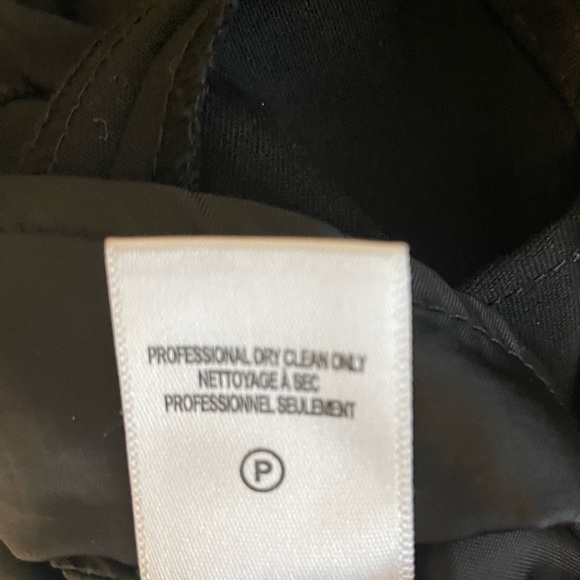 PROFESSIONAL DRY CLEAN ONLY
NETTOYAGE À SEC
PROFESSIONNEL SEULEMENT
P